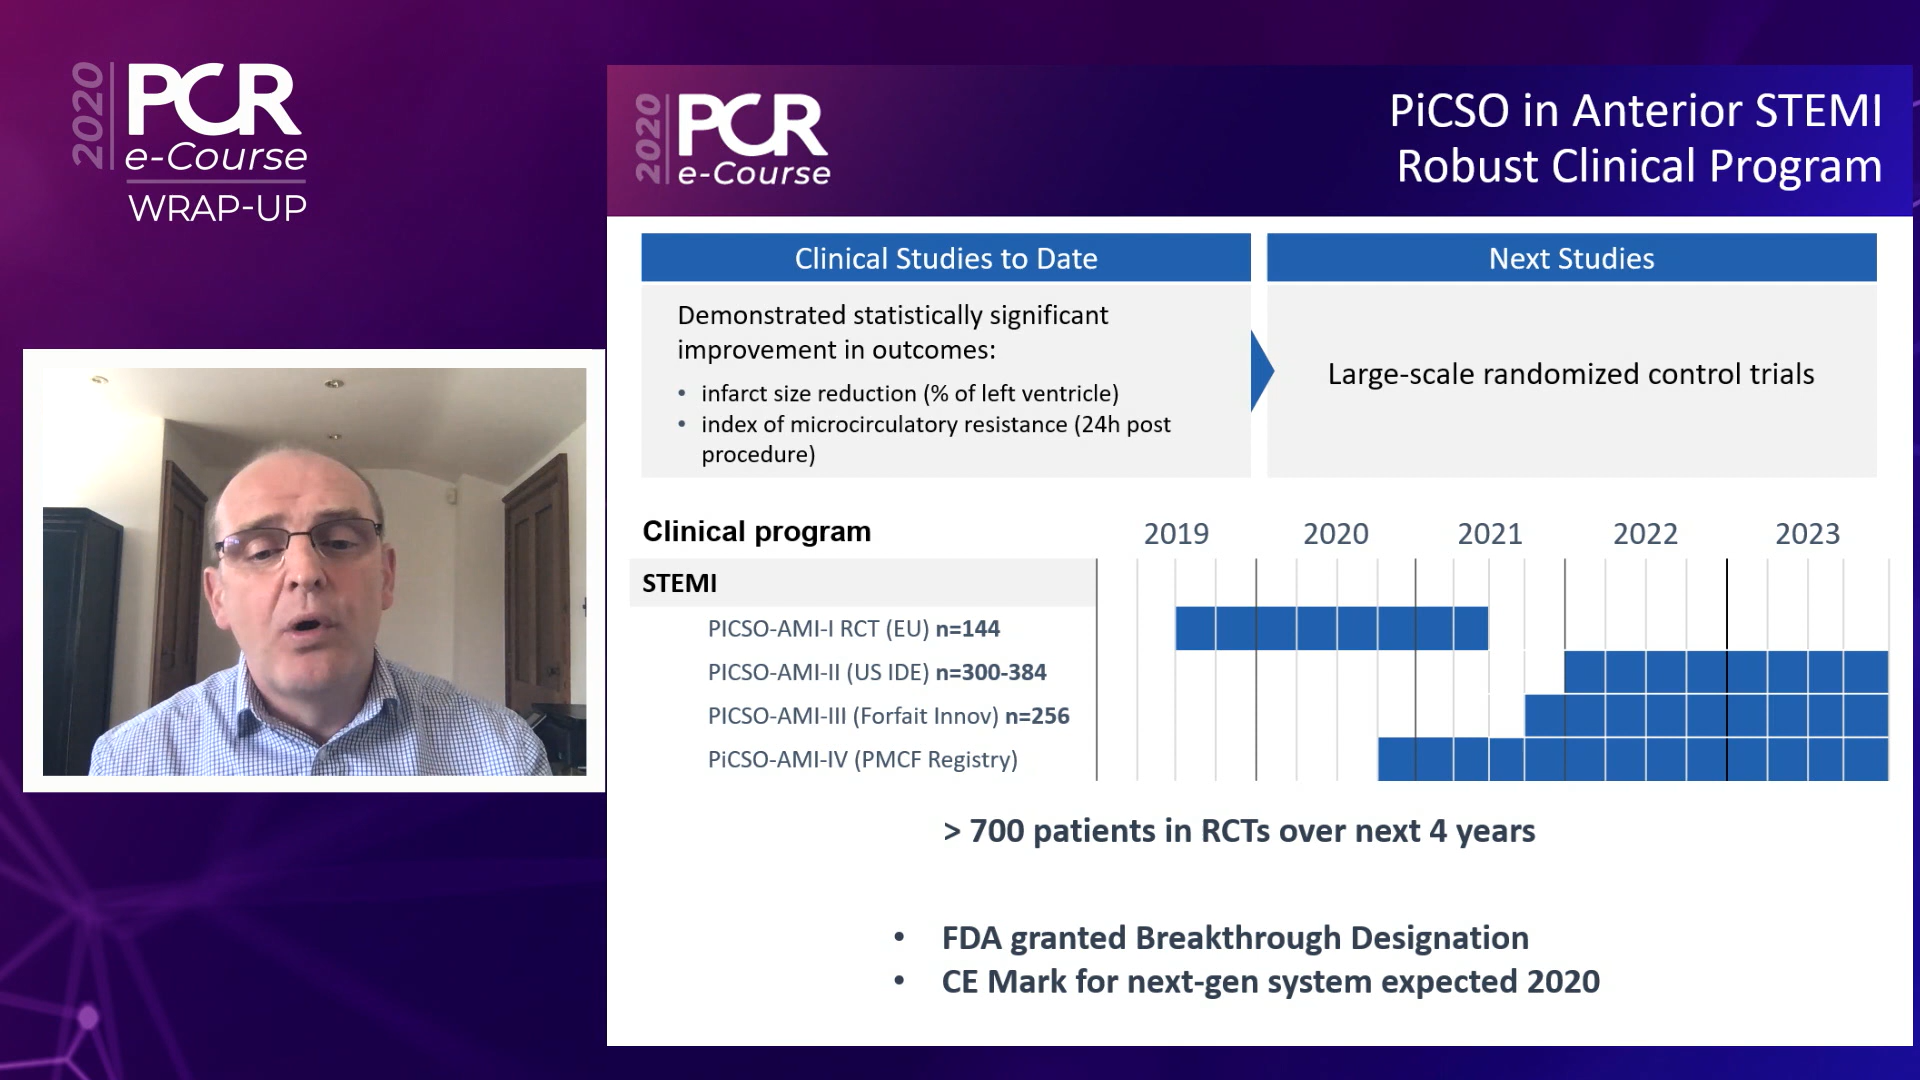 2020
PCR
e-Course
WRAP-UP
2020
PCR
e-Course
PiCSO in Anterior STEMI
Robust Clinical Program
Clinical Studies to Date
Demonstrated statistically significant
improvement in outcomes:
• infarct size reduction (% of left ventricle)
• index of microcirculatory resistance (24h post
procedure)
Next Studies
Large-scale randomized control trials
Clinical program 2019 2020 2021 2022 2023
STEMI
PICSO-AMI-I RCT (EU) n=144
PICSO-AMI-II (US IDE) n=300-384
PICSO-AMI-III (Forfait Innov) n=256
PiCSO-AMI-IV (PMCF Registry)
> 700 patients in RCTs over next 4 years
• FDA granted Breakthrough Designation
• CE Mark for next-gen system expected 2020